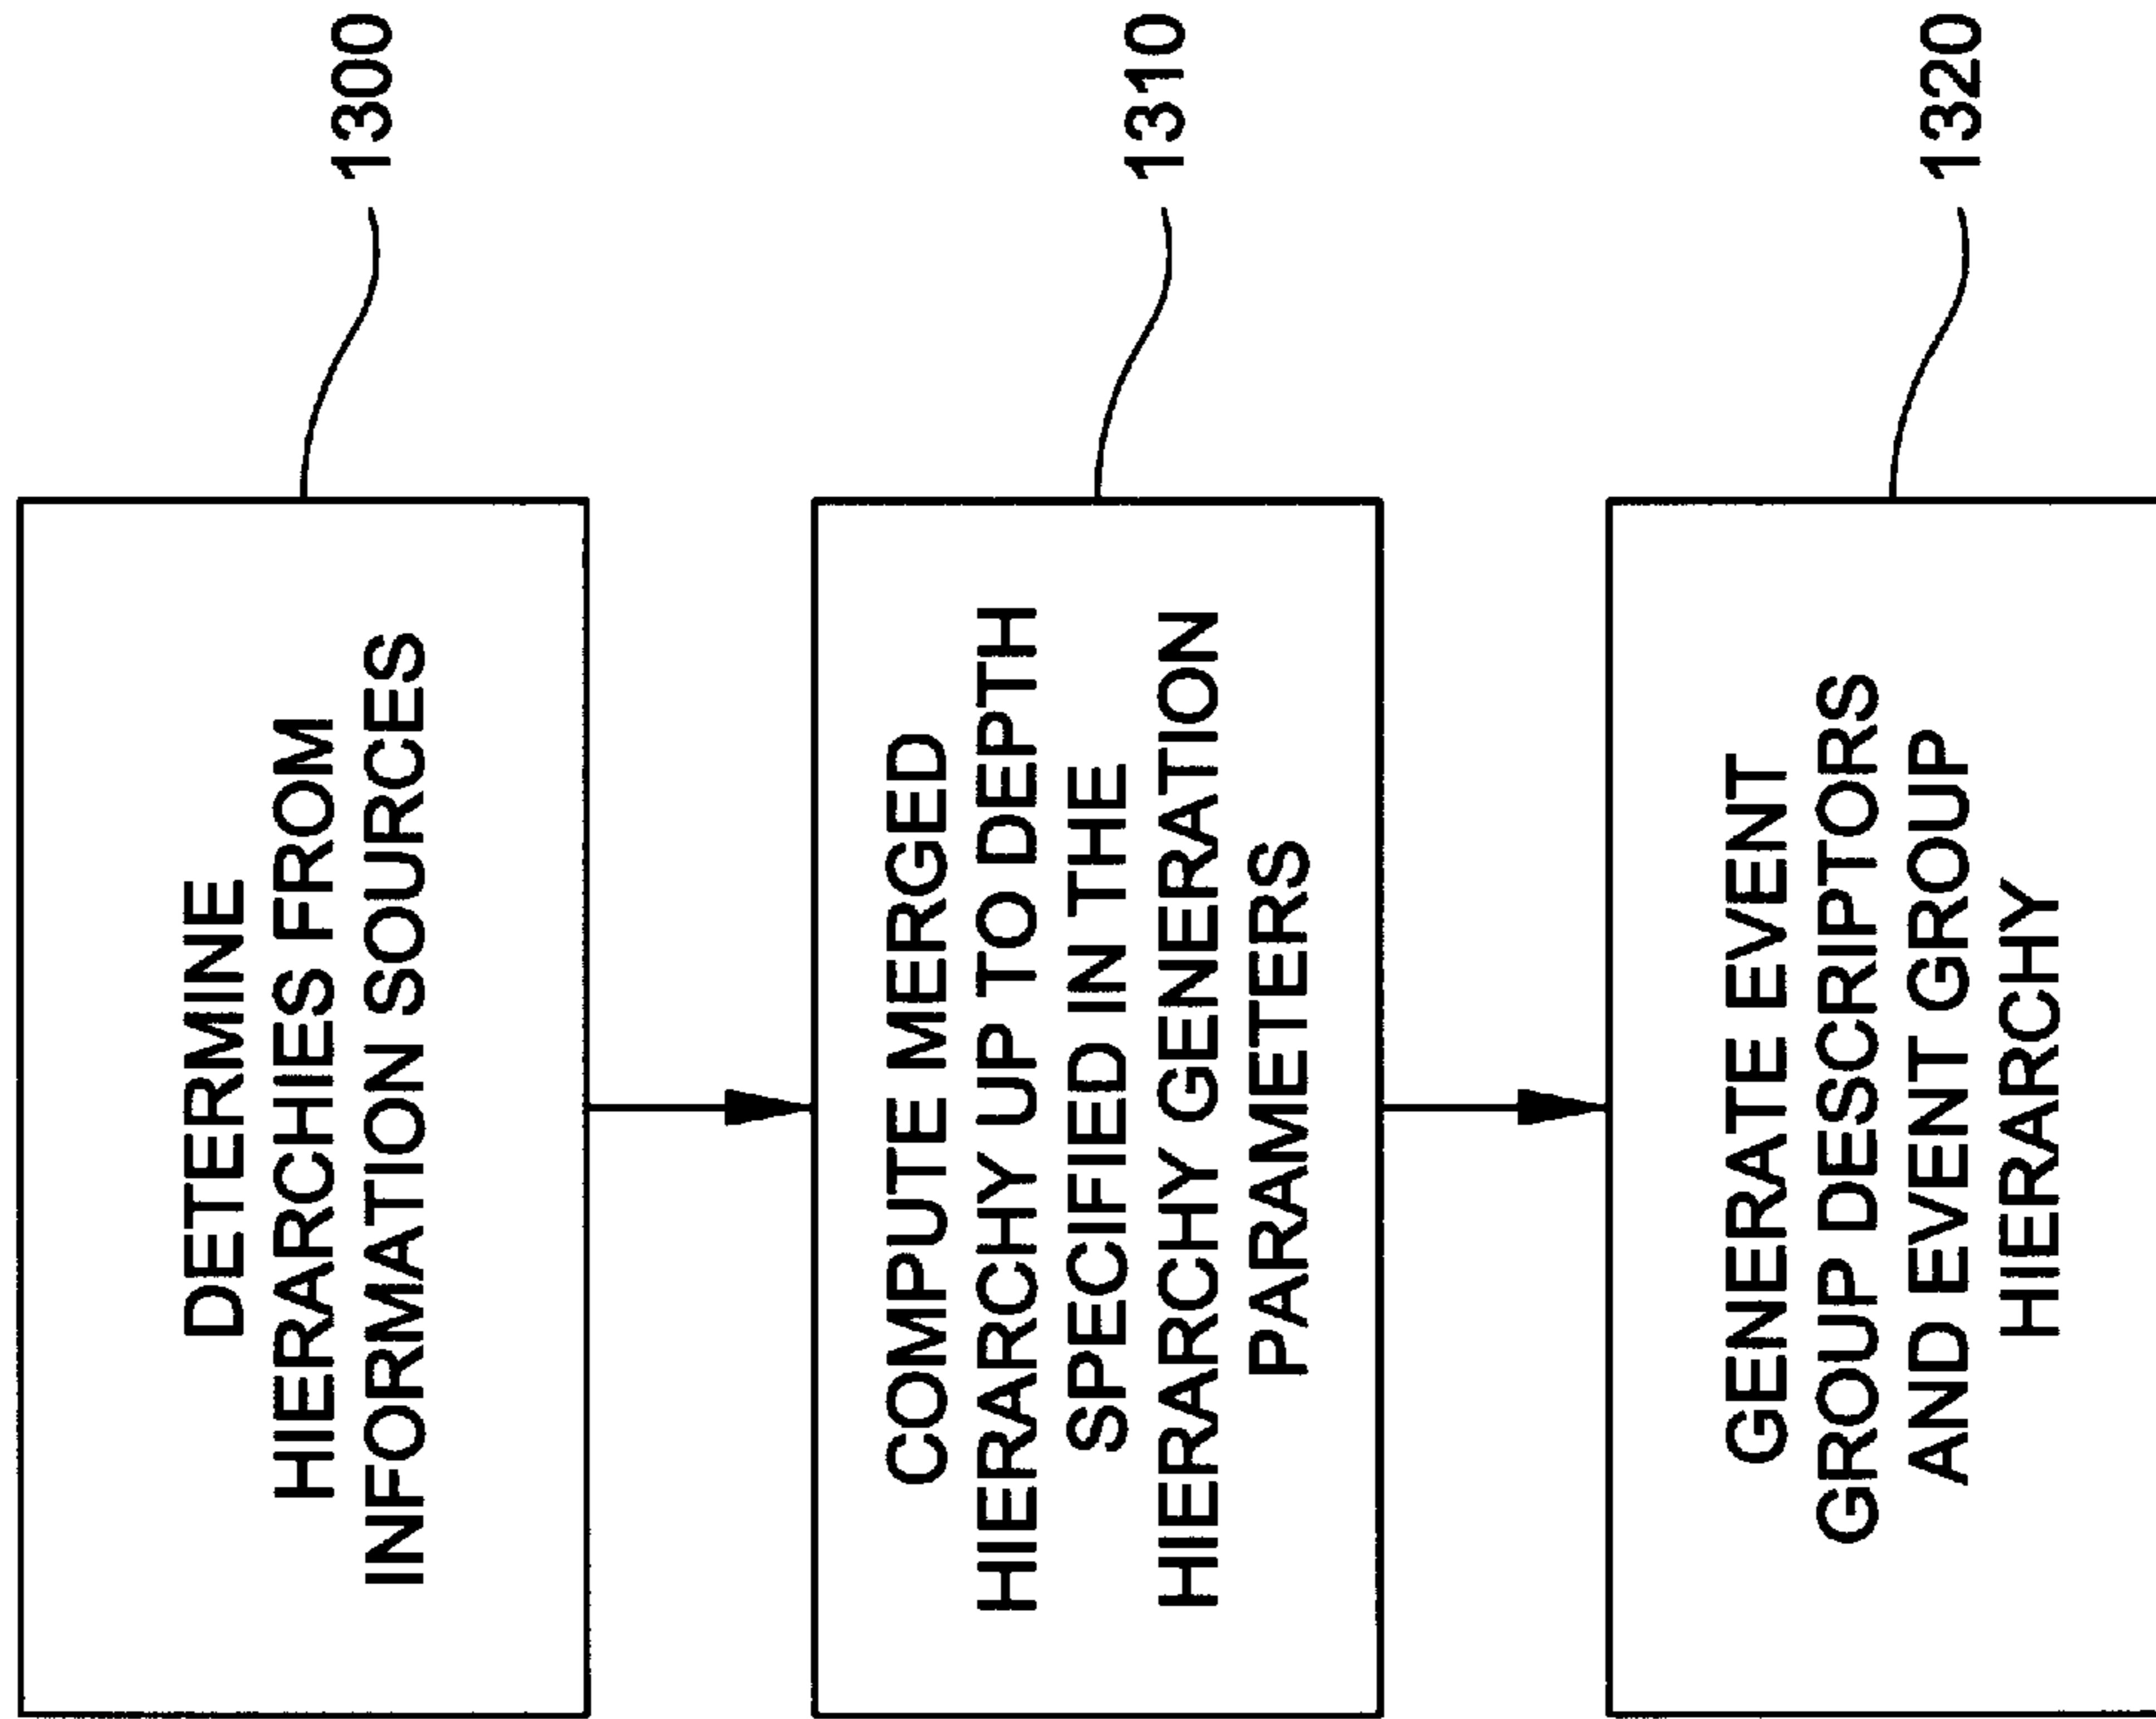 DETERMINE
HIERARCHIES FROM
INFORMATION SOURCES
1300
COMPUTE MERGED
HIERARCHY UP TO DEPTH
SPECIFIED IN THE
HIERARCHY GENERATION
PARAMETERS
1310
GENERATE EVENT
GROUP DESCRIPTORS
AND EVENT GROUP
HIERARCHY
1320